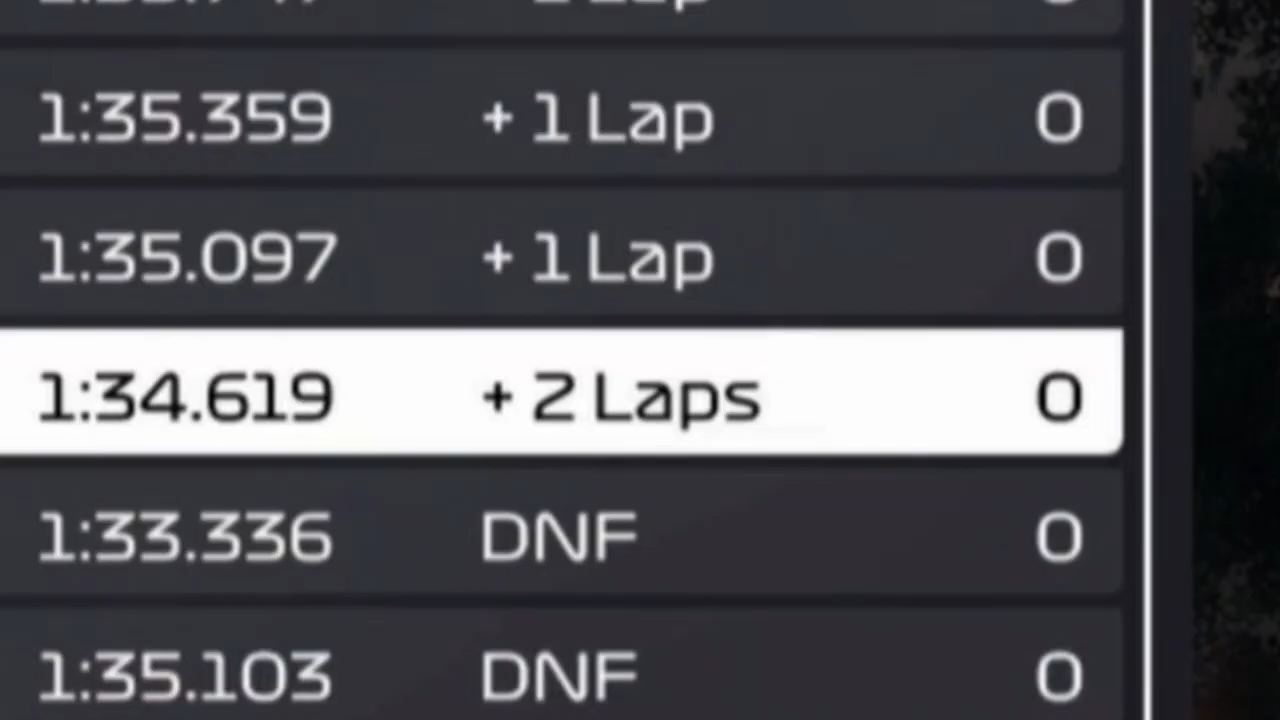 1:35.359 + 1 Lap 0
1:35.097 + 1 Lap 0
1:34.619 + 2 Laps 0
1:33.336 DNF 0
1:35.103 DNF 0